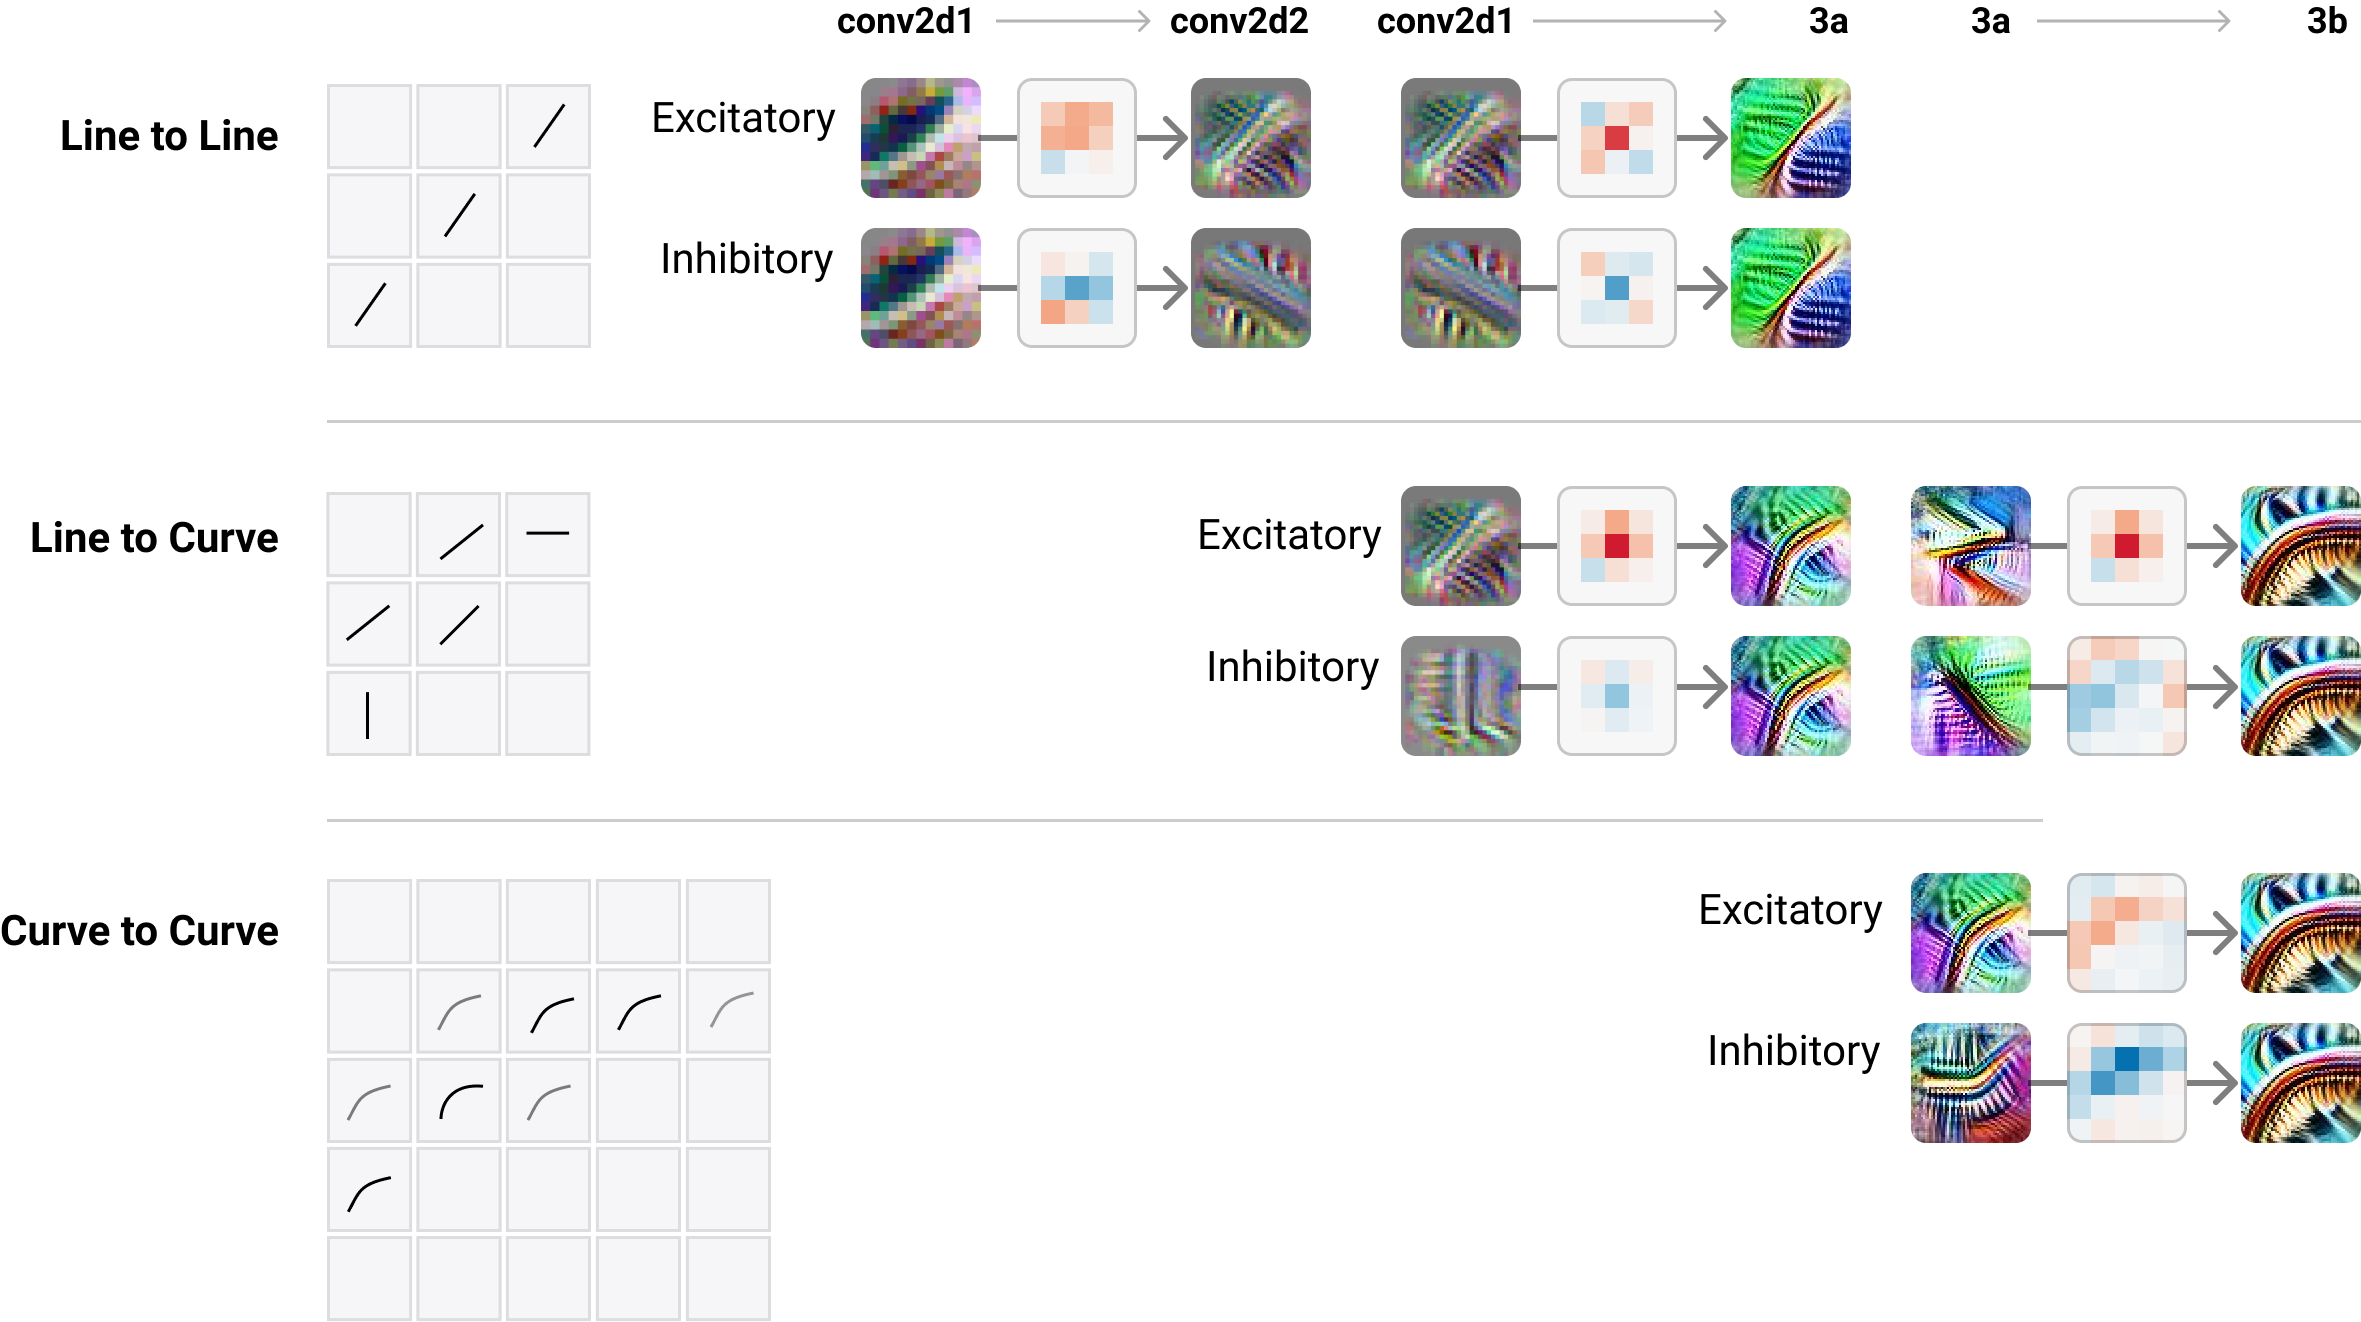 conv2d1 conv2d2 conv2d1 3a 3a 3b
Line to Line
Excitatory
Inhibitory
Line to Curve
Excitatory
Inhibitory
Curve to Curve
Excitatory
Inhibitory